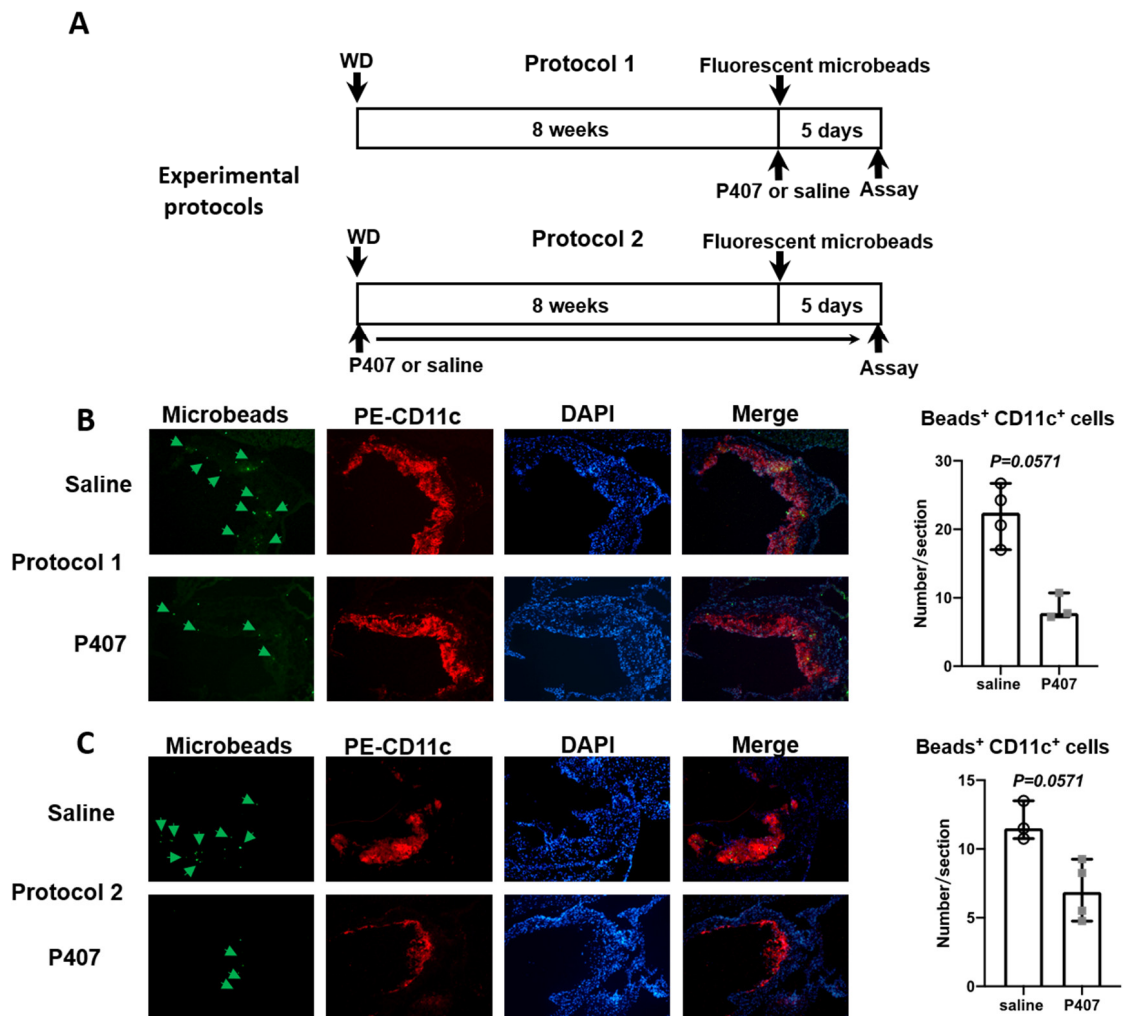 A
WD
Protocol 1
Fluorescent microbeads
8 weeks
5 days
Experimental
protocols
P407 or saline
Assay
WD
Protocol 2
Fluorescent microbeads
8 weeks
5 days
P407 or saline
Assay
B
Microbeads
PE-CD11c
DAPI
Merge
Saline
Protocol 1
P407
Beads+ CD11c+ cells
P=0.0571
Number/section
30
20
10
0
saline
P407
C
Microbeads
PE-CD11c
DAPI
Merge
Saline
Protocol 2
P407
Beads+ CD11c+ cells
P=0.0571
Number/section
15
10
5
0
saline
P407